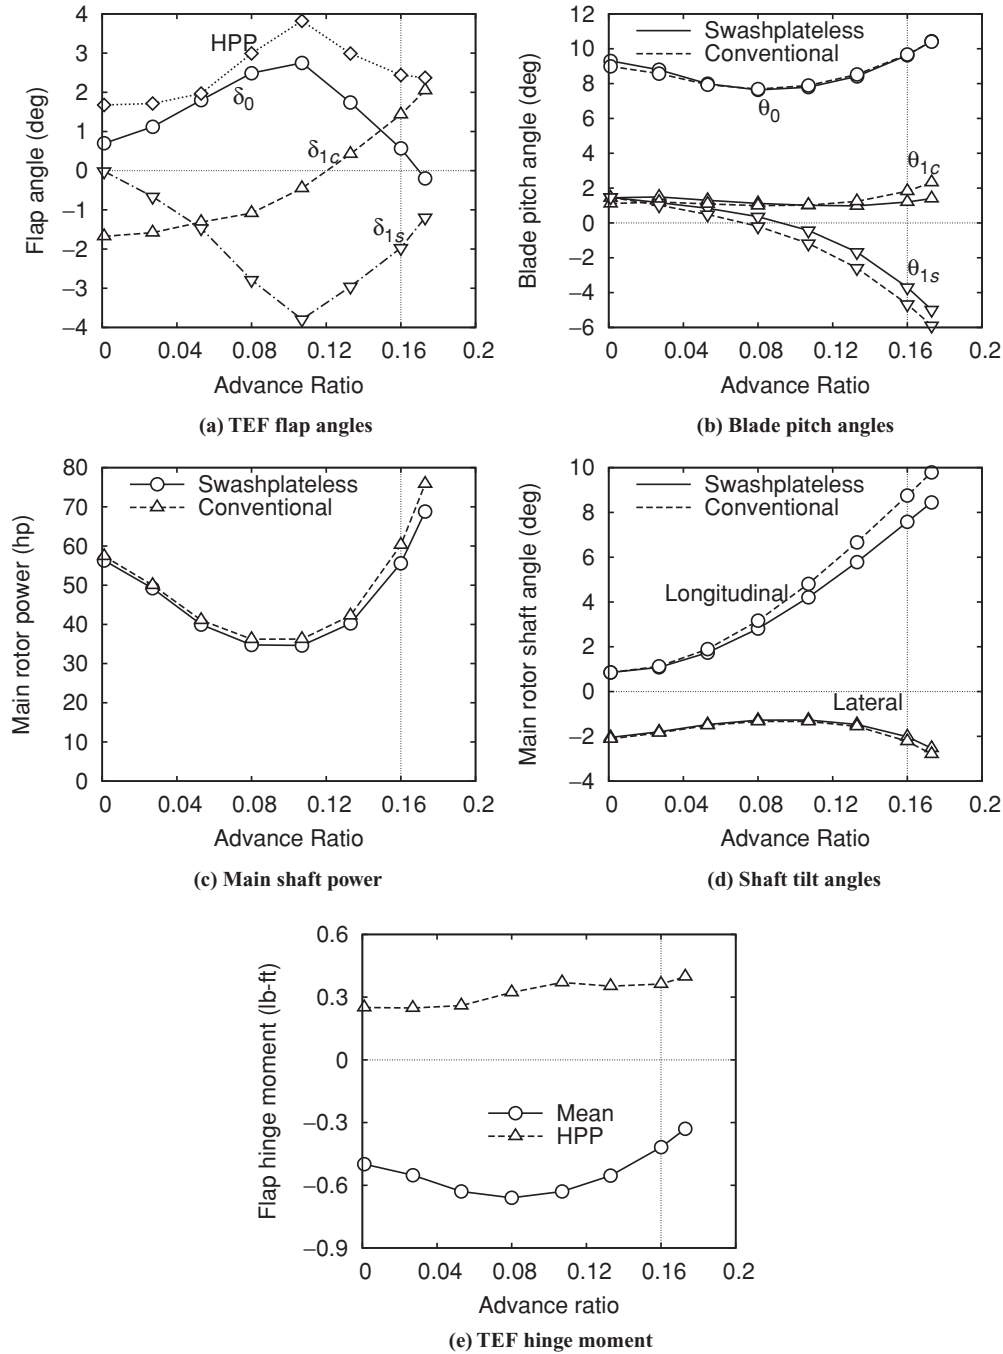 4
3
2
1
0
−1
−2
−3
−4
Flap angle (deg)
HPP
δ0
δ1c
δ1s
0 0.04 0.08 0.12 0.16 0.2
Advance Ratio
(a) TEF flap angles
12
10
8
6
4
2
0
−2
−4
−6
Blade pitch angle (deg)
Swashplateless
Conventional
θ0
θ1c
θ1s
0 0.04 0.08 0.12 0.16 0.2
Advance Ratio
(b) Blade pitch angles
80
70
60
50
40
30
20
10
0
Main rotor power (hp)
Swashplateless
Conventional
0 0.04 0.08 0.12 0.16 0.2
Advance Ratio
(c) Main shaft power
10
8
6
4
2
0
−2
−4
Main rotor shaft angle (deg)
Swashplateless
Conventional
Longitudinal
Lateral
0 0.04 0.08 0.12 0.16 0.2
Advance Ratio
(d) Shaft tilt angles
0.6
0.3
0
−0.3
−0.6
−0.9
Flap hinge moment (lb-ft)
Mean
HPP
0 0.04 0.08 0.12 0.16 0.2
Advance ratio
(e) TEF hinge moment